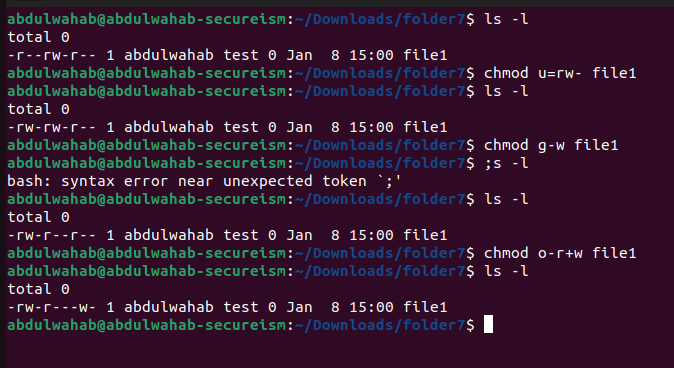 abdulwahab@abdulwahab-secureism:~/Downloads/folder7$ ls -l
total 0
-r--rw-r-- 1 abdulwahab test 0 Jan  8 15:00 file1
abdulwahab@abdulwahab-secureism:~/Downloads/folder7$ chmod u=rw- file1
abdulwahab@abdulwahab-secureism:~/Downloads/folder7$ ls -l
total 0
-rw-rw-r-- 1 abdulwahab test 0 Jan  8 15:00 file1
abdulwahab@abdulwahab-secureism:~/Downloads/folder7$ chmod g-w file1
abdulwahab@abdulwahab-secureism:~/Downloads/folder7$ ;s -l
bash: syntax error near unexpected token `;'
abdulwahab@abdulwahab-secureism:~/Downloads/folder7$ ls -l
total 0
-rw-r--r-- 1 abdulwahab test 0 Jan  8 15:00 file1
abdulwahab@abdulwahab-secureism:~/Downloads/folder7$ chmod o-r+w file1
abdulwahab@abdulwahab-secureism:~/Downloads/folder7$ ls -l
total 0
-rw-r---w- 1 abdulwahab test 0 Jan  8 15:00 file1
abdulwahab@abdulwahab-secureism:~/Downloads/folder7$